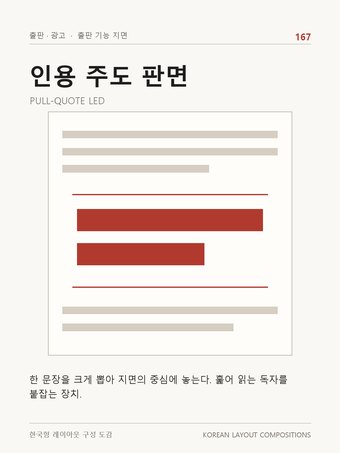 출판·광고 · 출판 기능 지면
167
인용 주도 판면
PULL-QUOTE LED
한 문장을 크게 뽑아 지면의 중심에 놓는다. 훑어 읽는 독자를
붙잡는 장치.
한국형 레이아웃 구성 도감
KOREAN LAYOUT COMPOSITIONS